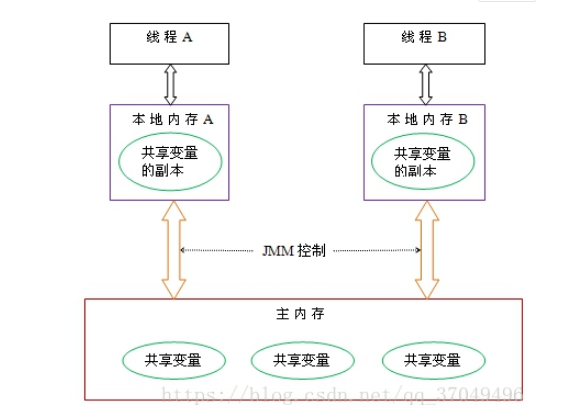 线程 A
线程 B
本地内存 A
本地内存 B
共享变量
的副本
共享变量
的副本
JMM 控制
主内存
共享变量
共享变量
共享变量
https://blog.csdn.net/qq_37049496